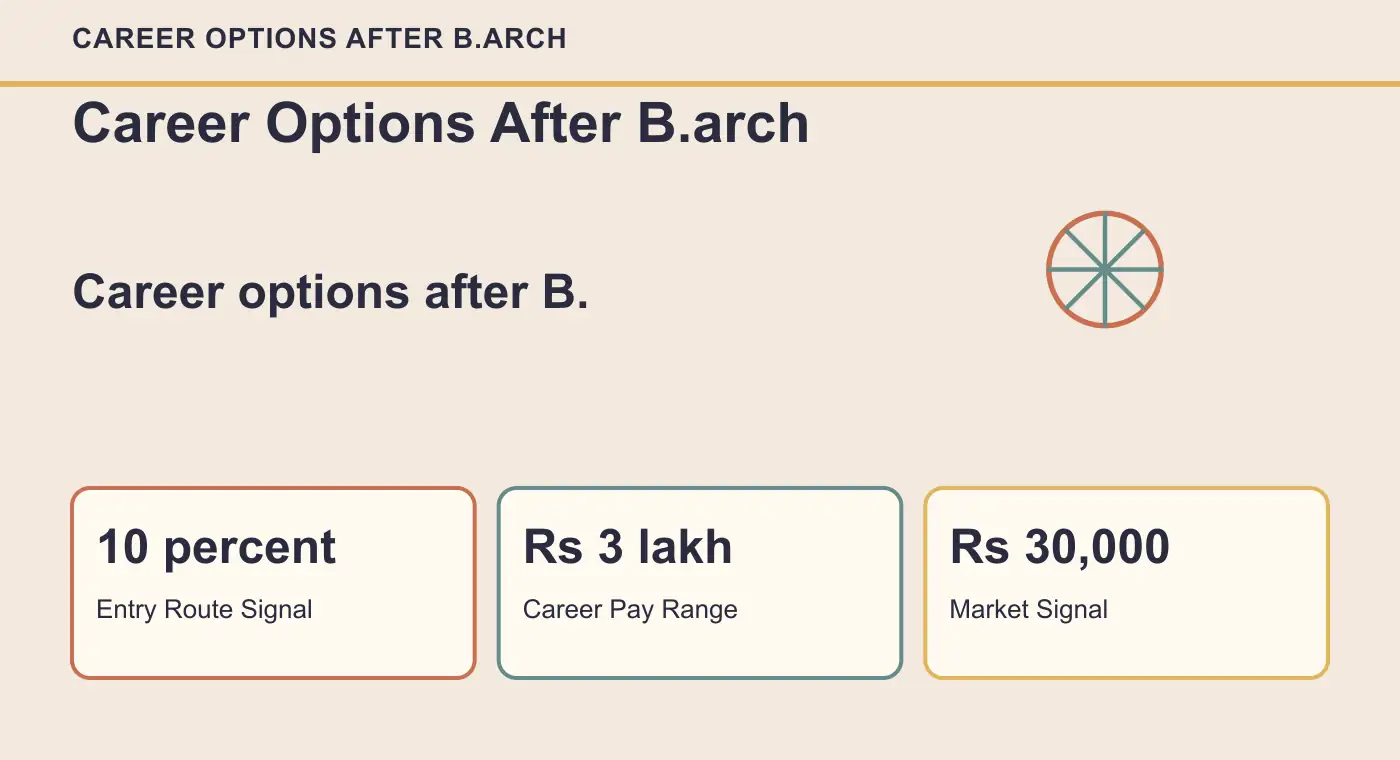 CAREER OPTIONS AFTER B.ARCH
Career Options After B.arch
Career options after B.
10 percent
Entry Route Signal
Rs 3 lakh
Career Pay Range
Rs 30,000
Market Signal